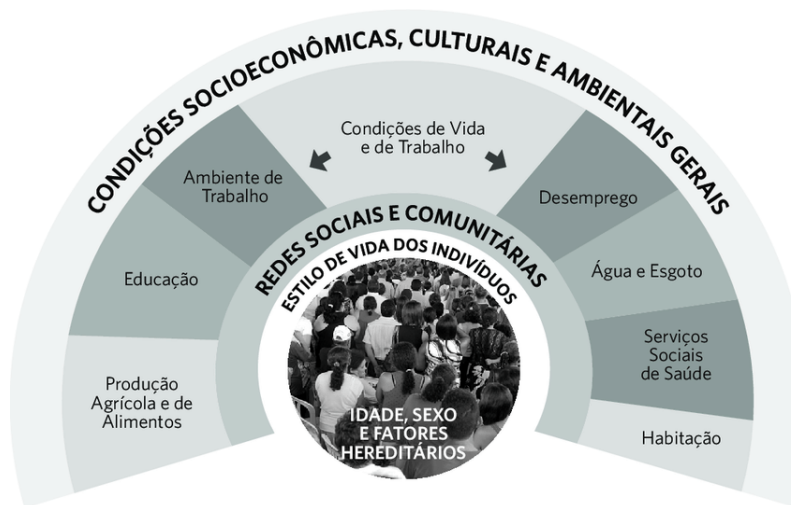 CONDIÇÕES SOCIOECONÔMICAS, CULTURAIS E AMBIENTAIS GERAIS
Condições de Vida
e de Trabalho
Ambiente de
Trabalho
Desemprego
Educação
Água e Esgoto
Produção
Agrícola e de
Alimentos
Serviços
Sociais
de Saúde
Habitação
REDES SOCIAIS E COMUNITÁRIAS
ESTILO DE VIDA DOS INDIVÍDUOS
IDADE, SEXO
E FATORES
HEREDITÁRIOS